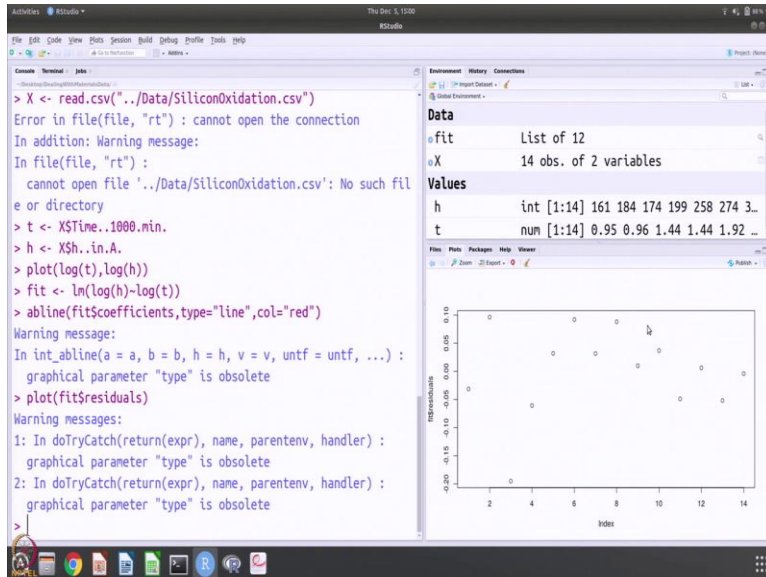 Activities RStudio
Thu Dec 3, 15:00
RStudio
File Edit Code View Plots Session Build Debug Profile Tools Help
Go to file/function Addins
Project: (None
Console Terminal Jobs
> X <- read.csv("../Data/SiliconOxidation.csv")
Error in file(file, "rt") : cannot open the connection
In addition: Warning message:
In file(file, "rt") :
cannot open file '../Data/SiliconOxidation.csv': No such fil
e or directory
> t <- X$Time..1000.min.
> h <- X$h..in.A.
> plot(log(t),log(h))
> fit <- lm(log(h)~log(t))
> abline(fit$coefficients,type="line",col="red")
Warning message:
In int_abline(a = a, b = b, h = h, v = v, untf = untf, ...) :
graphical parameter "type" is obsolete
> plot(fit$residuals)
Warning messages:
1: In doTryCatch(return(expr), name, parentenv, handler) :
graphical parameter "type" is obsolete
2: In doTryCatch(return(expr), name, parentenv, handler) :
graphical parameter "type" is obsolete
>
Environment History Connections
Import Dataset List
Global Environment
Data
fit List of 12
X 14 obs. of 2 variables
Values
h int [1:14] 161 184 174 199 258 274 3...
t num [1:14] 0.95 0.96 1.44 1.44 1.92 ...
Files Plots Packages Help Viewer
Zoom Export Publish
fit$residuals
0.10
0.05
0.00
-0.05
-0.10
-0.20
2 4 6 8 10 12 14
Index
NPTEL